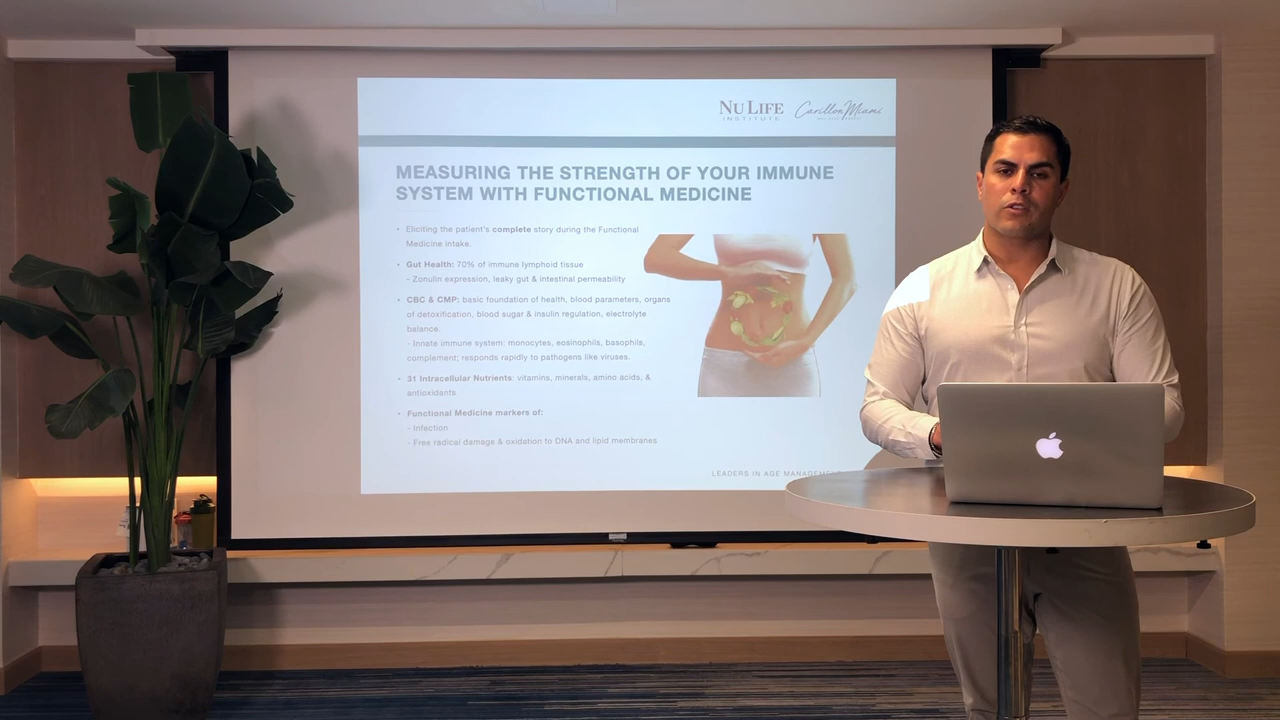 NU LIFE
INSTITUTE
Carillon Miami
MEASURING THE STRENGTH OF YOUR IMMUNE
SYSTEM WITH FUNCTIONAL MEDICINE
• Eliciting the patient's complete story during the Functional
Medicine intake.
• Gut Health: 70% of immune lymphoid tissue
- Zonulin expression, leaky gut & intestinal permeability
• CBC & CMP: basic foundation of health, blood parameters, organs
of detoxification, blood sugar & insulin regulation, electrolyte
balance.
- Innate immune system: monocytes, eosinophils, basophils,
complement; responds rapidly to pathogens like viruses.
• 31 Intracellular Nutrients: vitamins, minerals, amino acids, &
antioxidants
• Functional Medicine markers of:
- Infection
- Free radical damage & oxidation to DNA and lipid membranes
LEADERS IN AGE